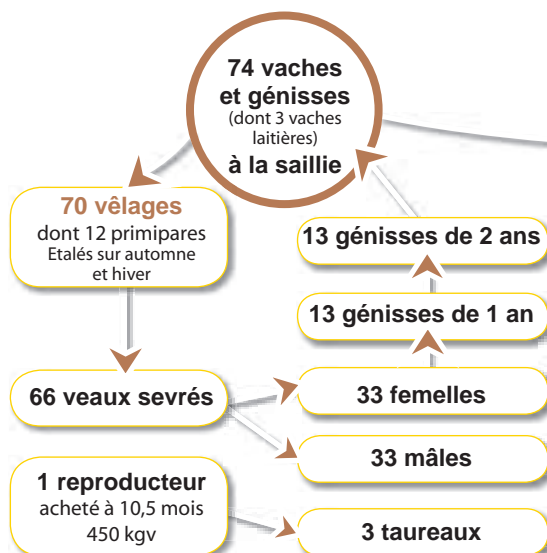 74 vaches
et génisses
(dont 3 vaches
laitières)
à la saillie
70 vêlages
dont 12 primipares
Etalés sur automne
et hiver
13 génisses de 2 ans
13 génisses de 1 an
66 veaux sevrés
33 femelles
33 mâles
1 reproducteur
acheté à 10,5 mois
450 kgv
3 taureaux